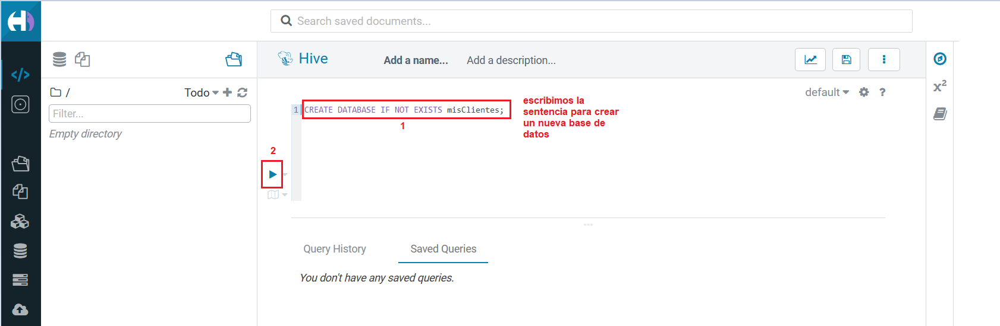 Search saved documents...
Hive
Add a name...
Add a description...
/
Todo
Filter...
Empty directory
default
?
x²
1
CREATE DATABASE IF NOT EXISTS misClientes;
1
escribimos la
sentencia para crear
un nueva base de
datos
2
Query History
Saved Queries
You don't have any saved queries.